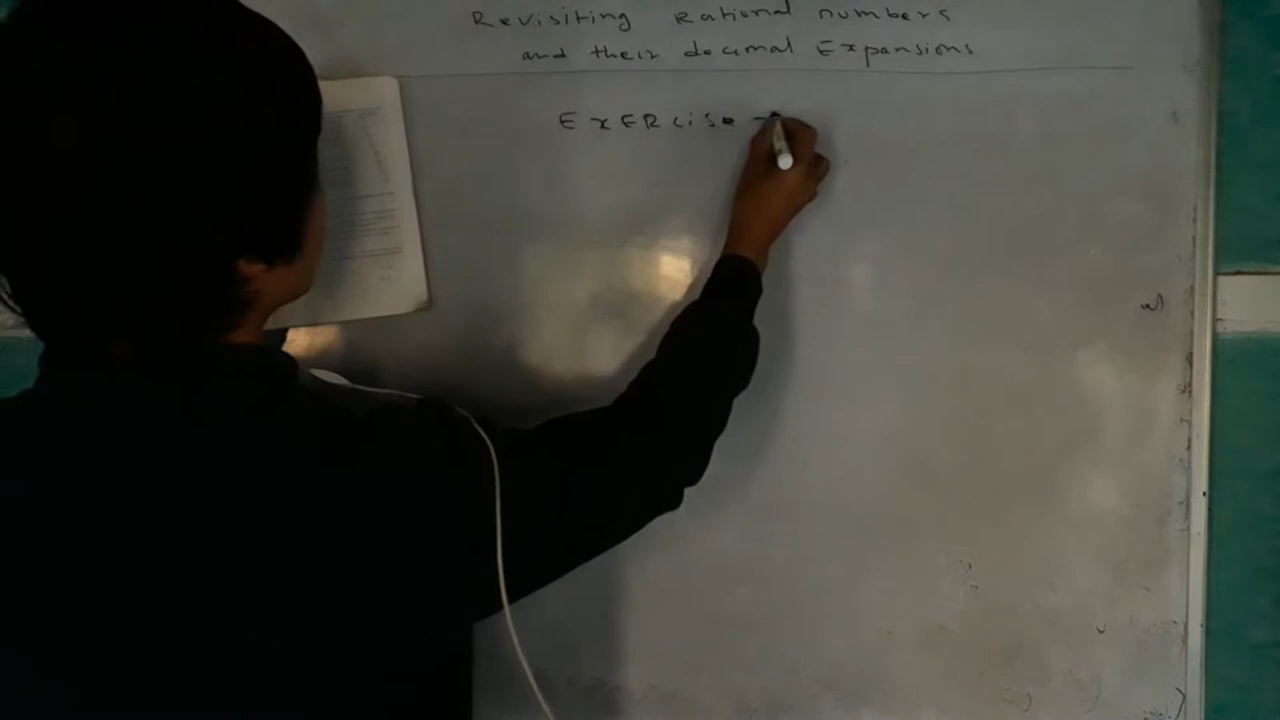 Revisiting Rational numbers
and their decimal Expansions
ExERcise -